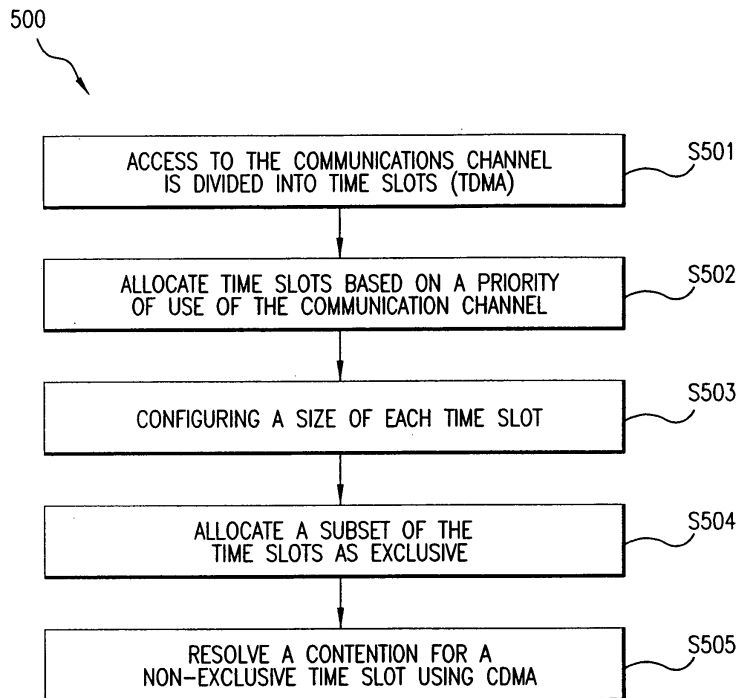 500
ACCESS TO THE COMMUNICATIONS CHANNEL
IS DIVIDED INTO TIME SLOTS (TDMA)
S501
ALLOCATE TIME SLOTS BASED ON A PRIORITY
OF USE OF THE COMMUNICATION CHANNEL
S502
CONFIGURING A SIZE OF EACH TIME SLOT
S503
ALLOCATE A SUBSET OF THE
TIME SLOTS AS EXCLUSIVE
S504
RESOLVE A CONTENTION FOR A
NON-EXCLUSIVE TIME SLOT USING CDMA
S505